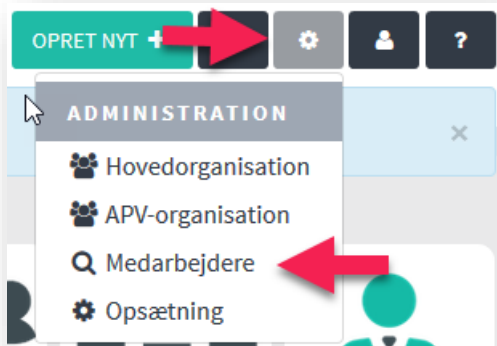 OPRET NYT +
?
ADMINISTRATION
×
Hovedorganisation
APV-organisation
Medarbejdere
Opsætning